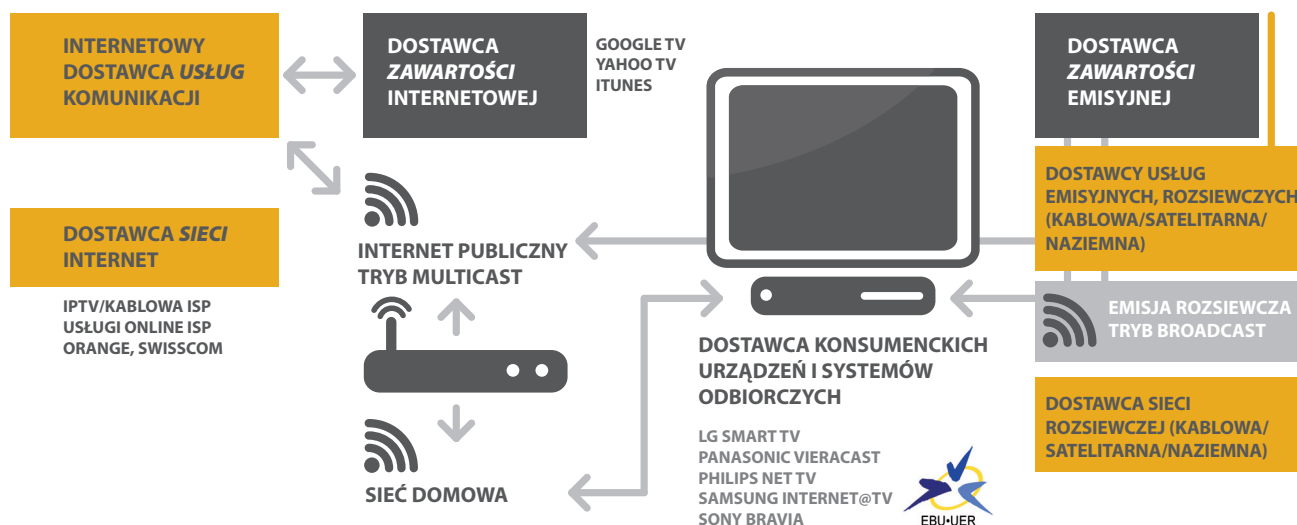 INTERNETOWY
DOSTAWCA USŁUG
KOMUNIKACJI
DOSTAWCA
ZAWARTOŚCI
INTERNETOWEJ
GOOGLE TV
YAHOO TV
ITUNES
DOSTAWCA
ZAWARTOŚCI
EMISYJNEJ
DOSTAWCY USŁUG
EMISYJNYCH, ROZSIEWCZYCH
(KABLOWA/SATELITARNA/
NAZIEMNA)
DOSTAWCA SIECI
INTERNET
IPTV/KABLOWA ISP
USŁUGI ONLINE ISP
ORANGE, SWISSCOM
INTERNET PUBLICZNY
TRYB MULTICAST
EMISJA ROZSIEWCZA
TRYB BROADCAST
DOSTAWCA KONSUMENCKICH
URZĄDZEŃ I SYSTEMÓW
ODBIORCZYCH
DOSTAWCA SIECI
ROZSIEWCZEJ (KABLOWA/
SATELITARNA/NAZIEMNA)
LG SMART TV
PANASONIC VIERACAST
PHILIPS NET TV
SAMSUNG INTERNET@TV
SONY BRAVIA
SIEĆ DOMOWA
EBU•UER